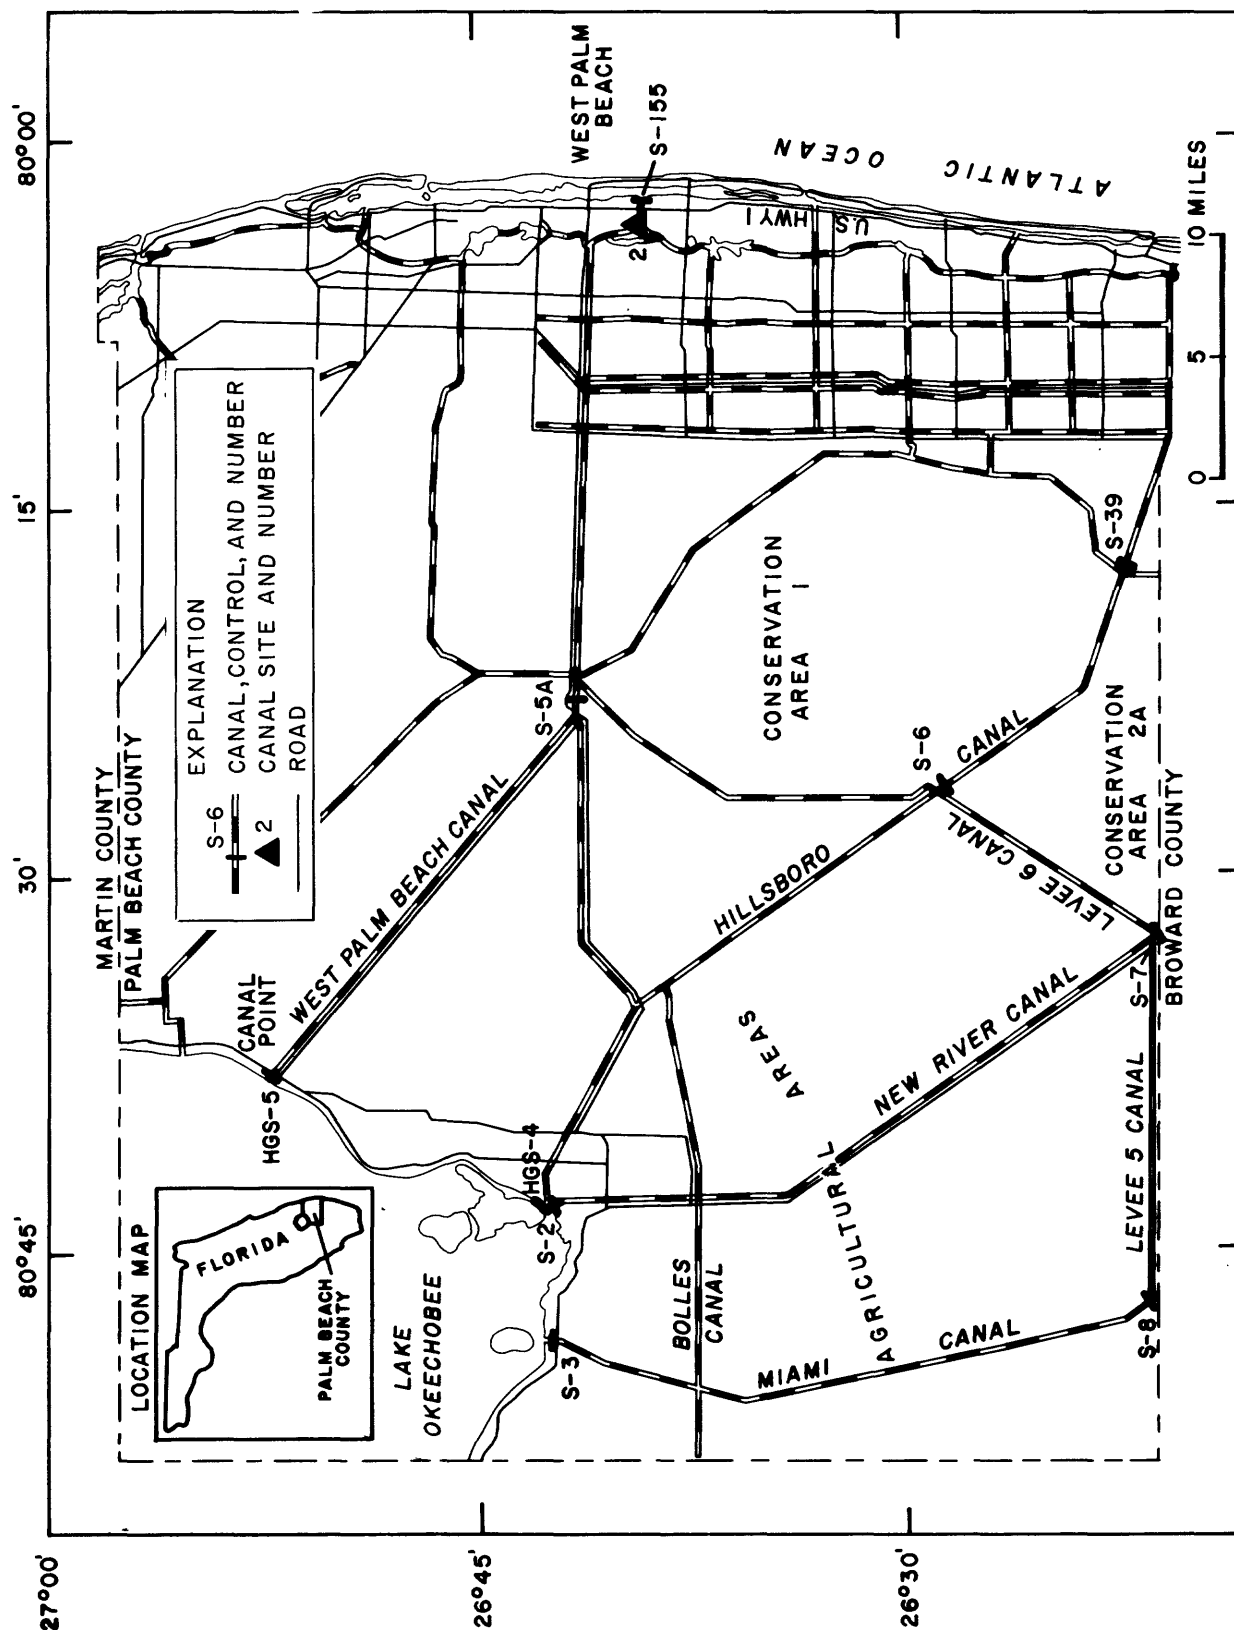 80°45'
30'
15'
80°00'
27°00'
26°45'
26°30'
LOCATION MAP
FLORIDA
PALM BEACH
COUNTY
MARTIN COUNTY
PALM BEACH COUNTY
EXPLANATION
S-6
CANAL, CONTROL, AND NUMBER
2
CANAL SITE AND NUMBER
ROAD
CANAL
POINT
HGS-5
WEST PALM BEACH CANAL
LAKE
OKEECHOBEE
S-3
S-2
HGS-4
S-5A
WEST PALM
BEACH
S-155
2
U.S
HWY 1
ATLANTIC OCEAN
BOLLES
CANAL
HILLSBORO
CANAL
CONSERVATION
AREA 1
S-6
AGRICULTURAL AREAS
NEW RIVER CANAL
LEVEE 6 CANAL
MIAMI CANAL
LEVEE 5 CANAL
S-8
S-7
S-39
CONSERVATION
AREA 2A
BROWARD COUNTY
0 5 10 MILES